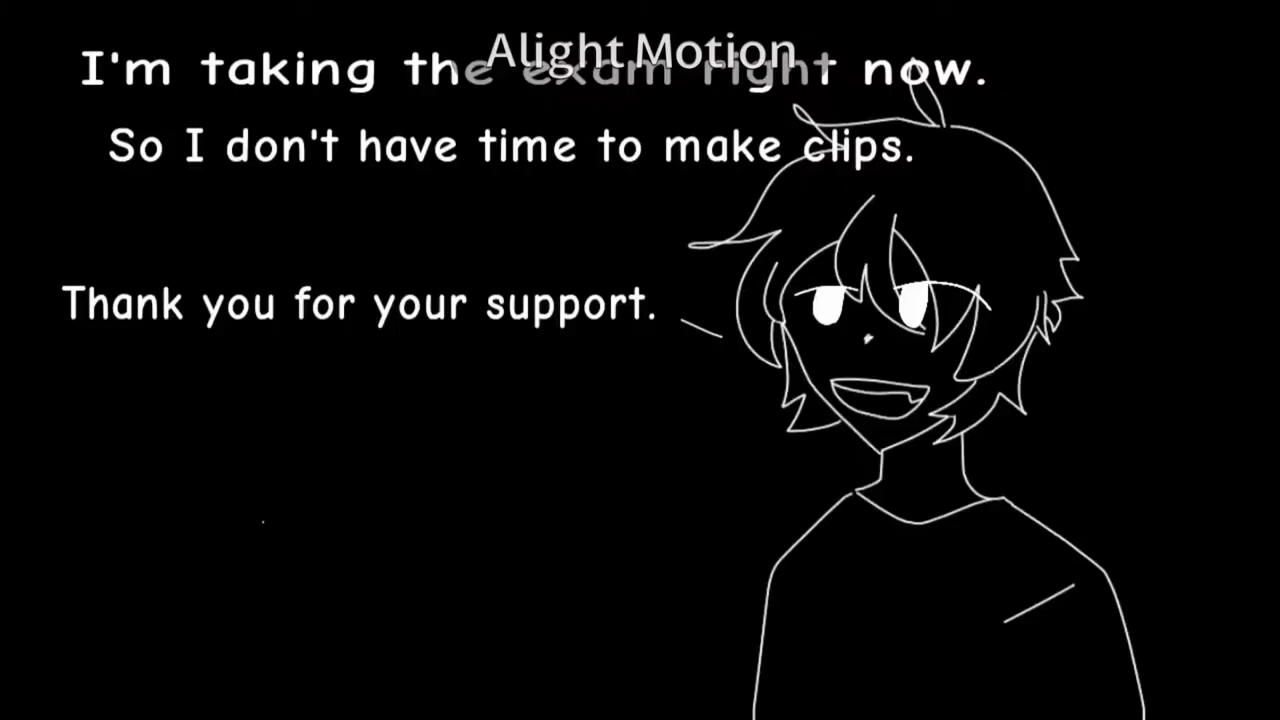 Alight Motion
I'm taking the exam right now.
So I don't have time to make clips.
Thank you for your support.